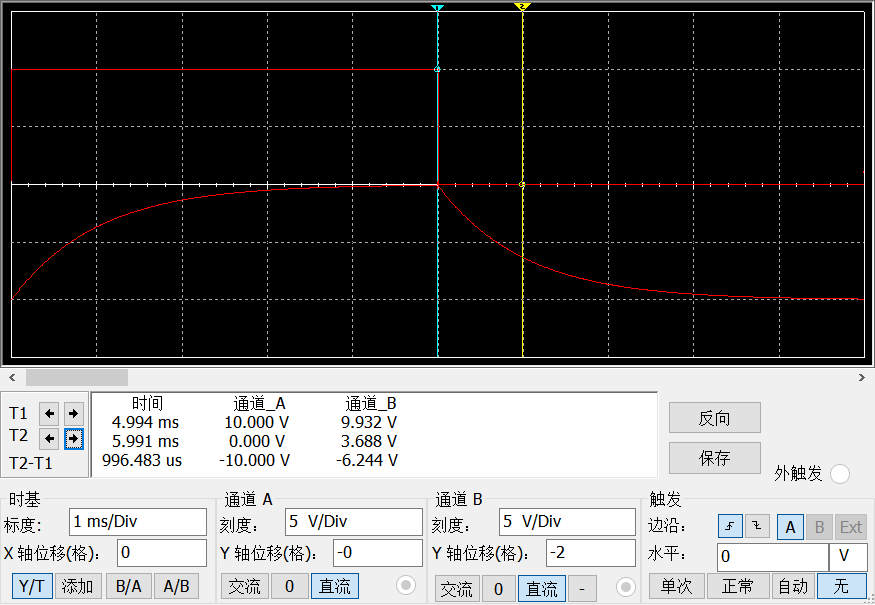 1 2
时间 通道_A 通道_B
T1 4.994 ms 10.000 V 9.932 V
T2 5.991 ms 0.000 V 3.688 V
T2-T1 996.483 us -10.000 V -6.244 V
反向
保存
外触发
时基 通道 A 通道 B 触发
标度: 1 ms/Div 刻度: 5 V/Div 刻度: 5 V/Div 边沿: A B Ext
X 轴位移(格): 0 Y 轴位移(格): -0 Y 轴位移(格): -2 水平: 0 V
Y/T 添加 B/A A/B 交流 0 直流 交流 0 直流 - 单次 正常 自动 无